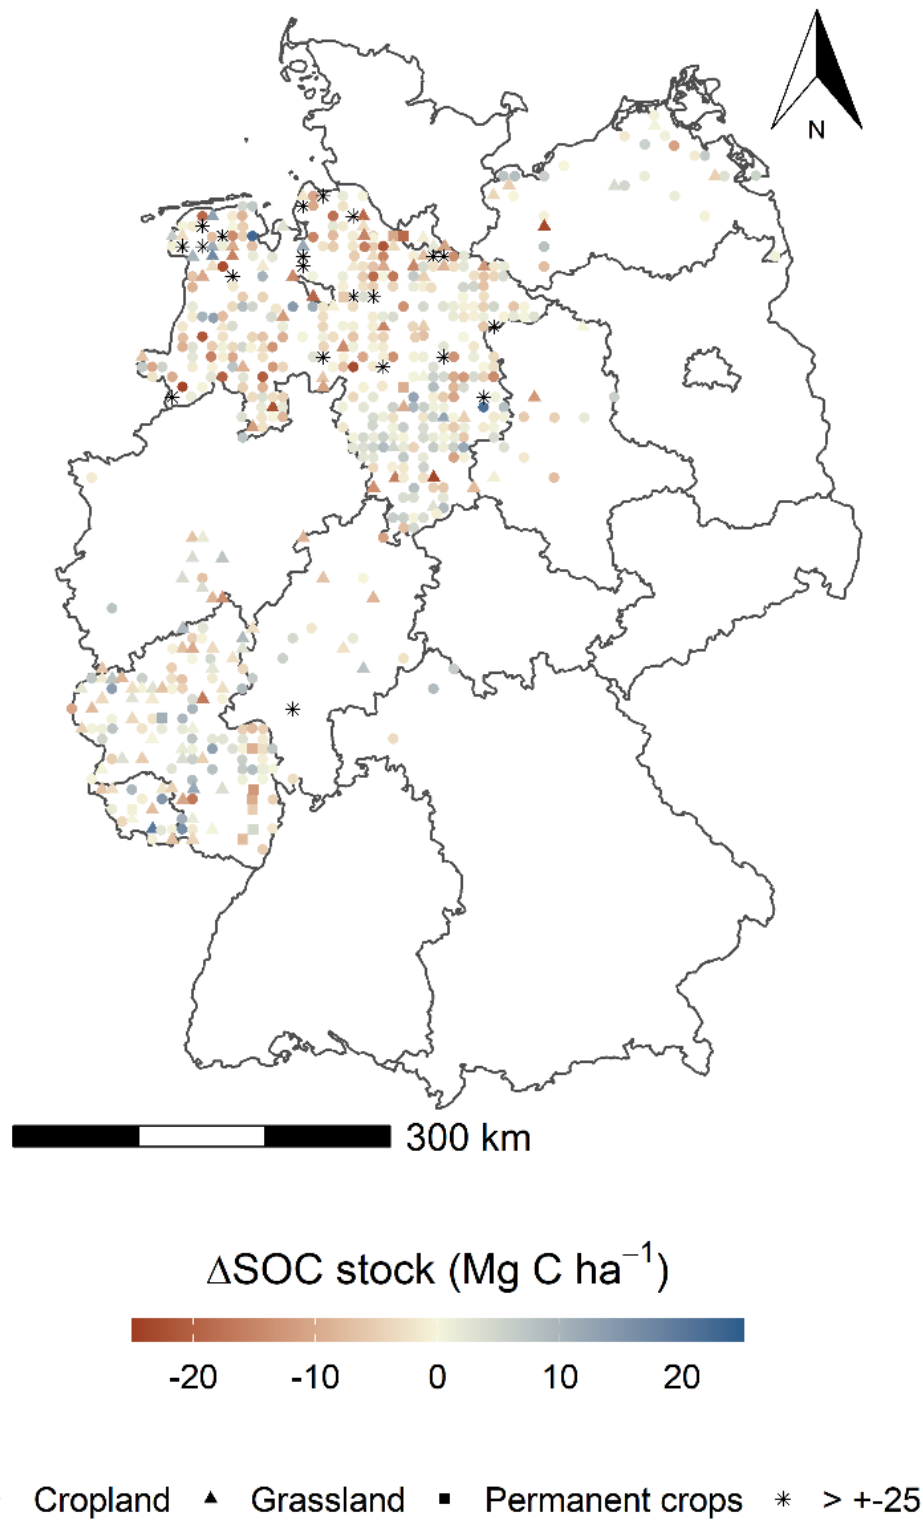 N
300 km
ΔSOC stock (Mg C ha⁻¹)
-20 -10 0 10 20
Cropland Grassland Permanent crops > +-25